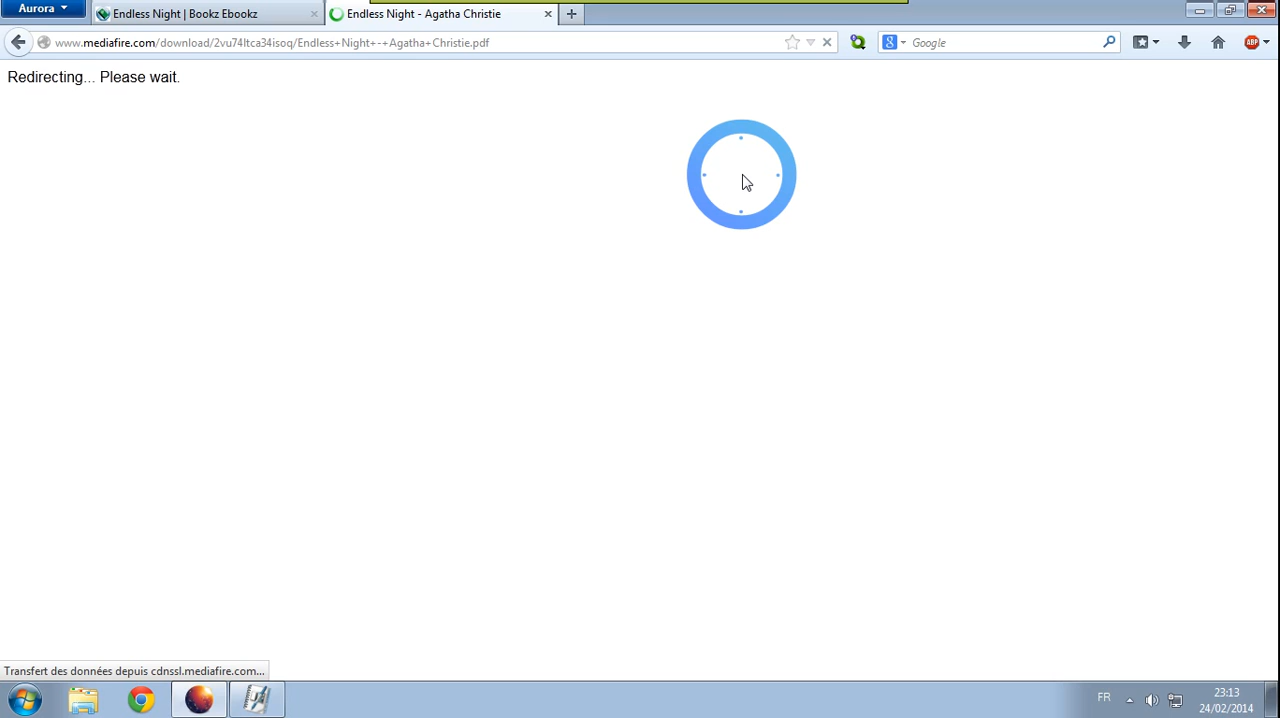 Aurora
Endless Night | Bookz Ebookz
Endless Night - Agatha Christie
www.mediafire.com/download/2vu74ltca34isoq/Endless+Night+-+Agatha+Christie.pdf
Google
ABP
Redirecting... Please wait.
Transfert des données depuis cdnssl.mediafire.com...
FR
23:13
24/02/2014